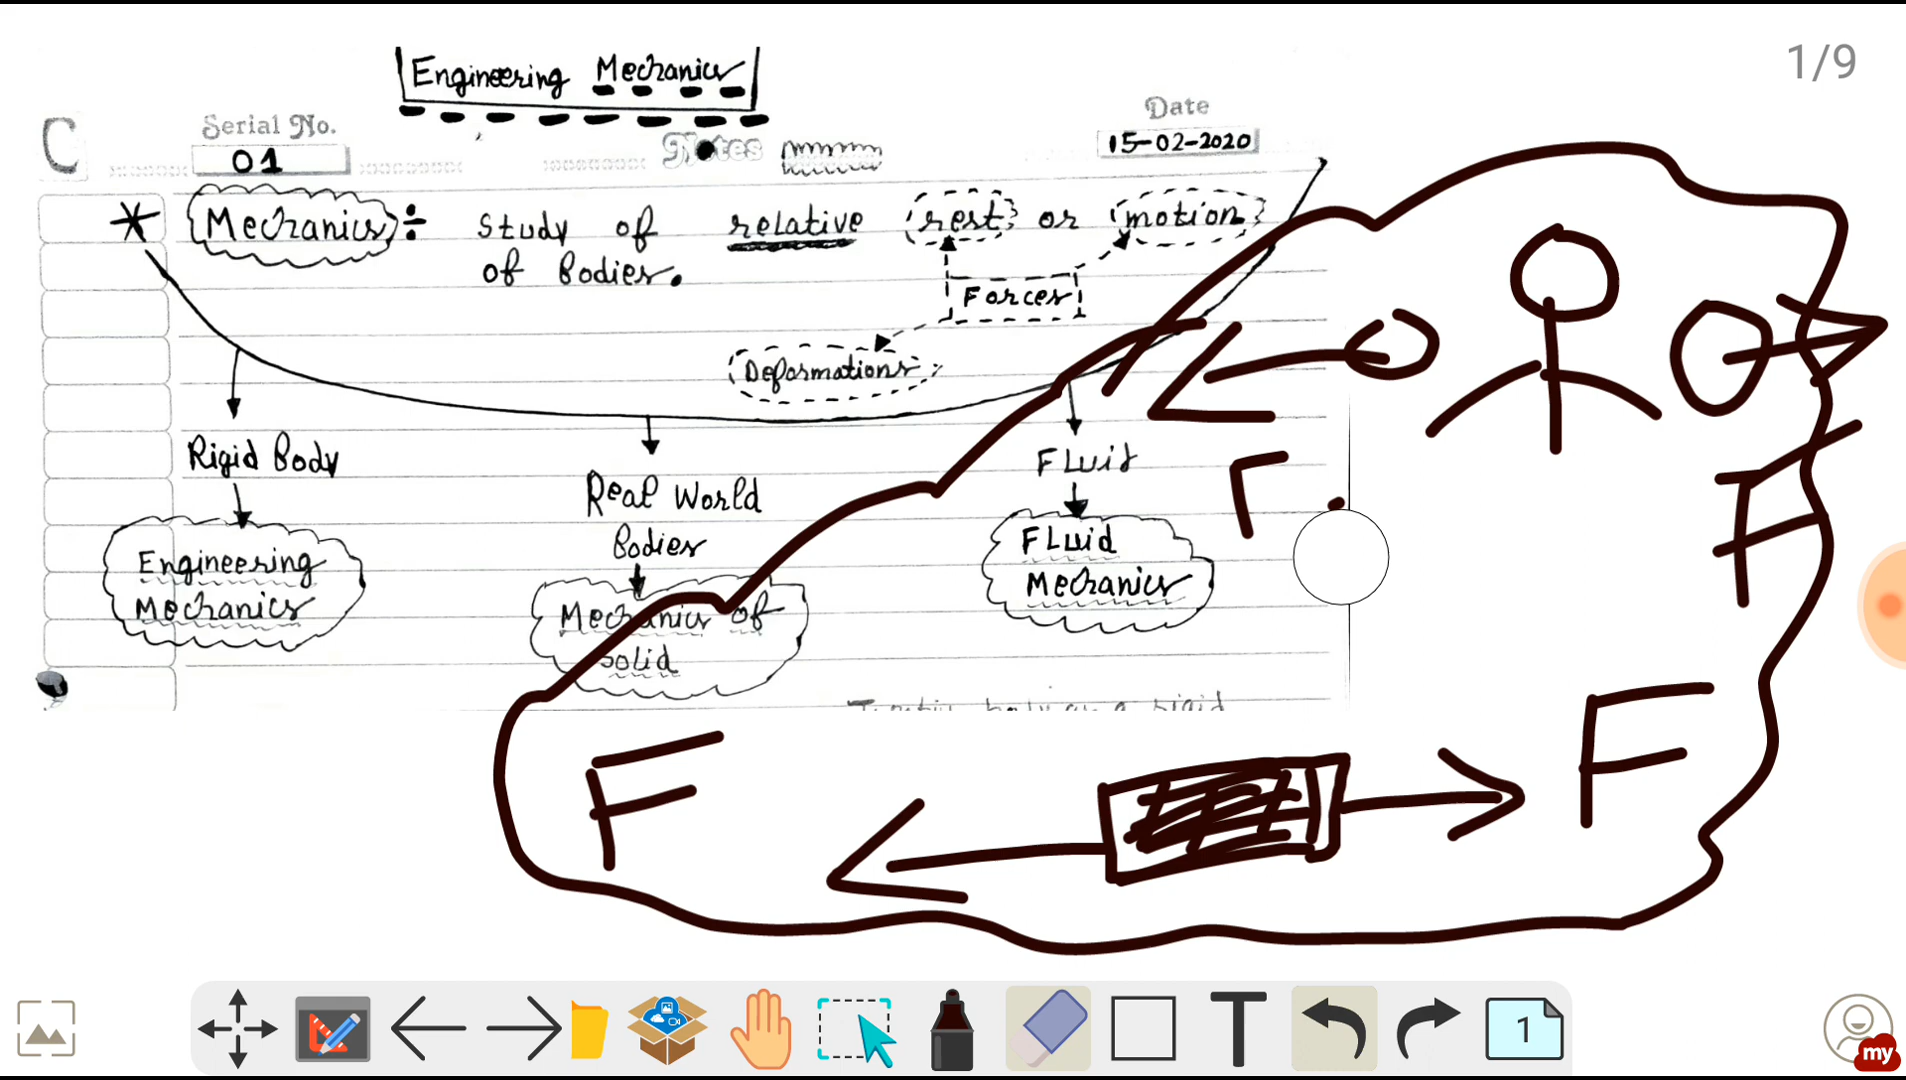 Engineering Mechanics
1/9
Serial No.
Date
C
01
Notes
15-02-2020
* Mechanics ÷ Study of relative rest or motion
of bodies.
Forces
Deformations
Rigid Body
FLuid
Real World
Bodies
F
F
Engineering
Mechanics
FLuid
Mechanics
Mechanics of
Solid
F
F
T
1
my